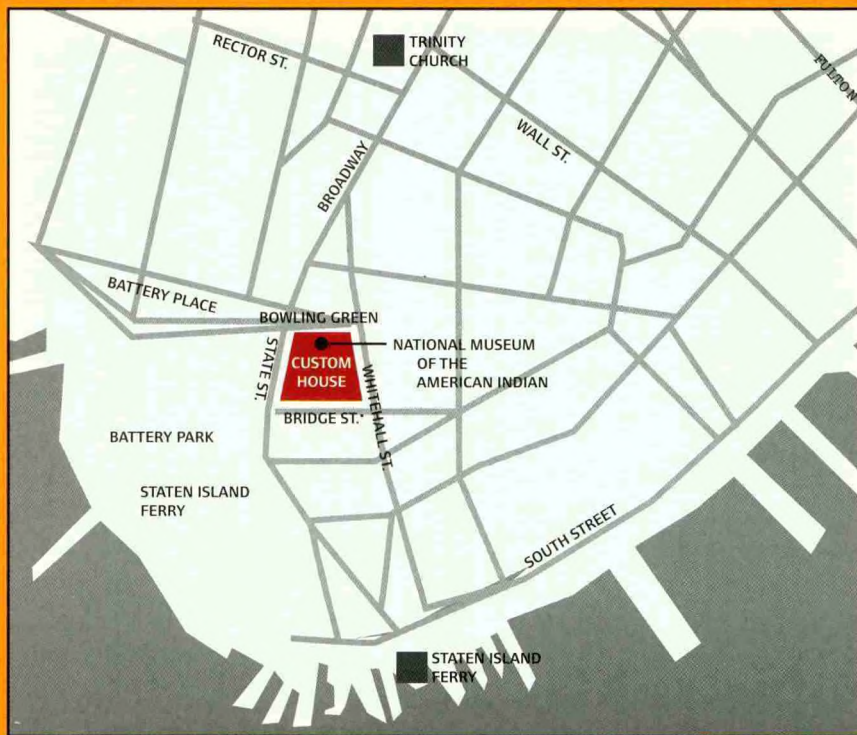 RECTOR ST.
TRINITY
CHURCH
FULTON
WALL ST.
BROADWAY
BATTERY PLACE
BOWLING GREEN
STATE ST.
CUSTOM
HOUSE
NATIONAL MUSEUM
OF THE
AMERICAN INDIAN
WHITEHALL ST.
BRIDGE ST.
BATTERY PARK
STATEN ISLAND
FERRY
SOUTH STREET
STATEN ISLAND
FERRY